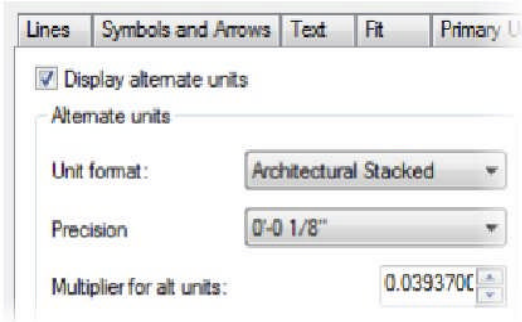 Lines Symbols and Arrows Text Fit Primary
Display alternate units
Alternate units
Unit format: Architectural Stacked
Precision 0'-0 1/8"
Multiplier for alt units: 0.039370